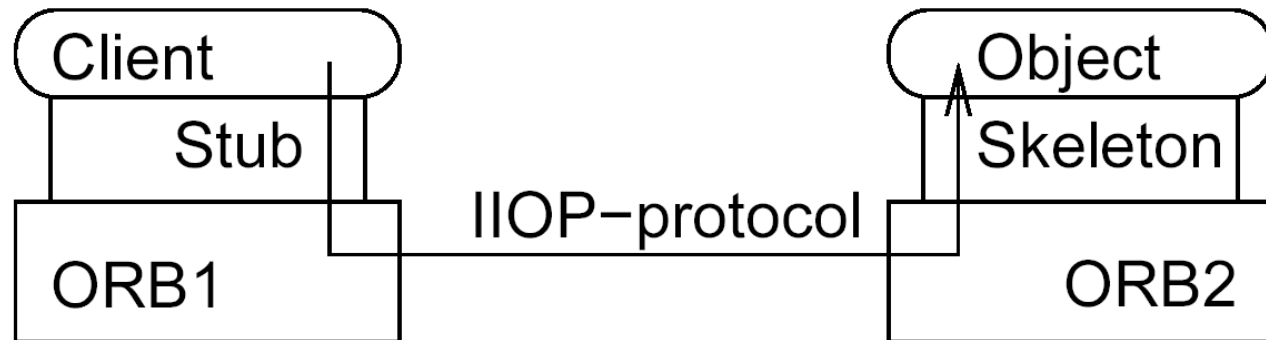 Client
Object
Stub
Skeleton
IIOP−protocol
ORB1
ORB2